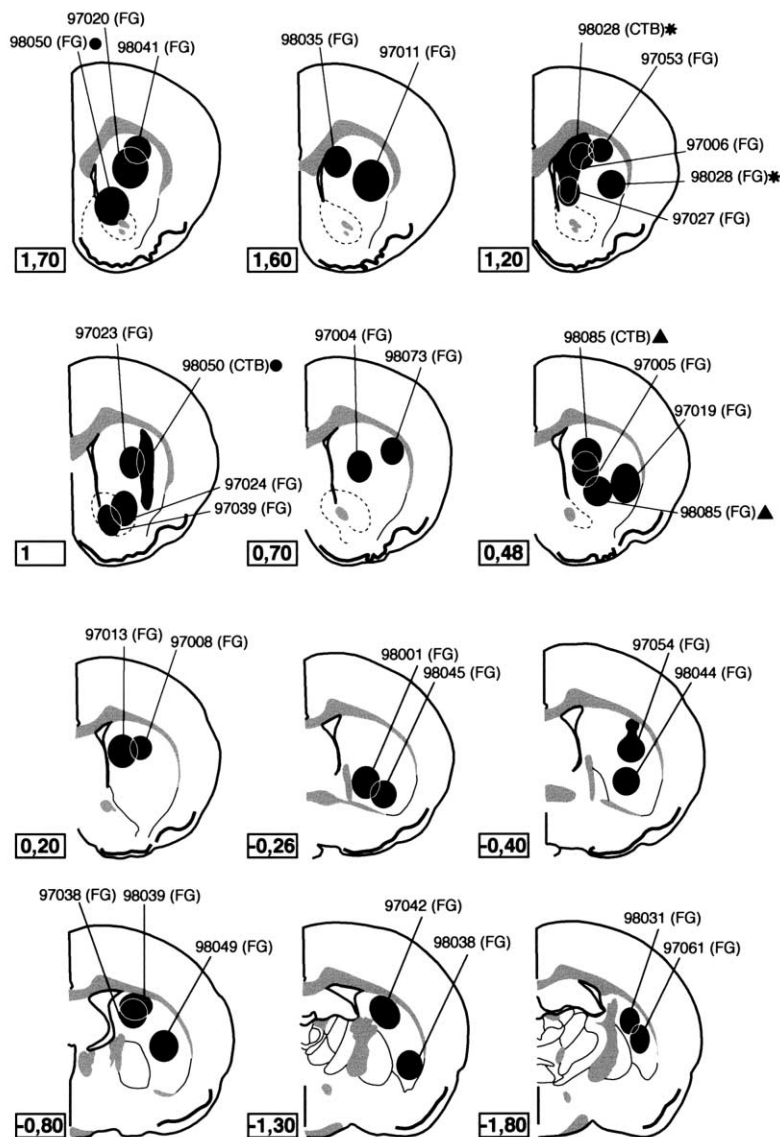 97020 (FG)
98050 (FG)●
98041 (FG)
1,70
98035 (FG)
97011 (FG)
1,60
98028 (CTB)✱
97053 (FG)
97006 (FG)
98028 (FG)✱
97027 (FG)
1,20
97023 (FG)
98050 (CTB)●
97024 (FG)
97039 (FG)
1
97004 (FG)
98073 (FG)
0,70
98085 (CTB)▲
97005 (FG)
97019 (FG)
98085 (FG)▲
0,48
97013 (FG)
97008 (FG)
0,20
98001 (FG)
98045 (FG)
-0,26
97054 (FG)
98044 (FG)
-0,40
97038 (FG)
98039 (FG)
98049 (FG)
-0,80
97042 (FG)
98038 (FG)
-1,30
98031 (FG)
97061 (FG)
-1,80